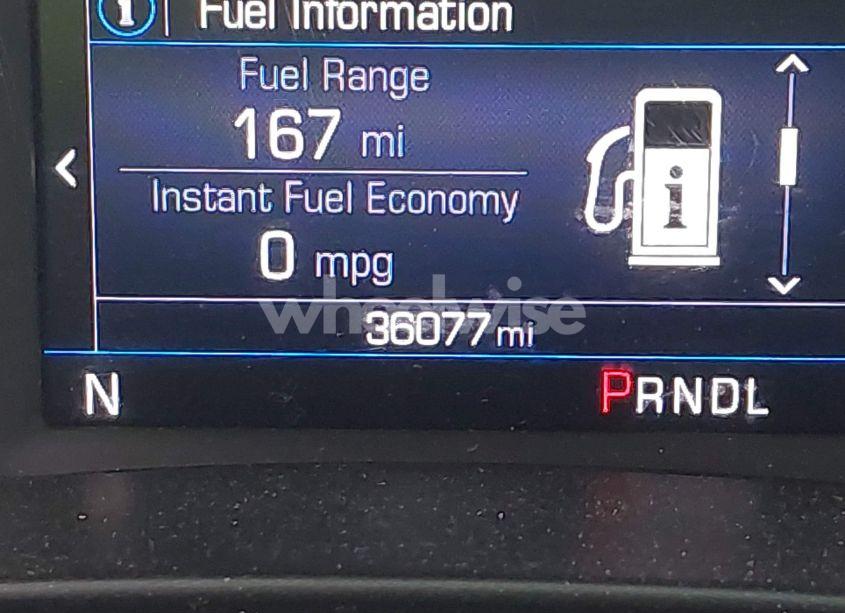 i Fuel Information
Fuel Range
167 mi
Instant Fuel Economy
0 mpg
i
wheelwise
36077 mi
N
PRNDL